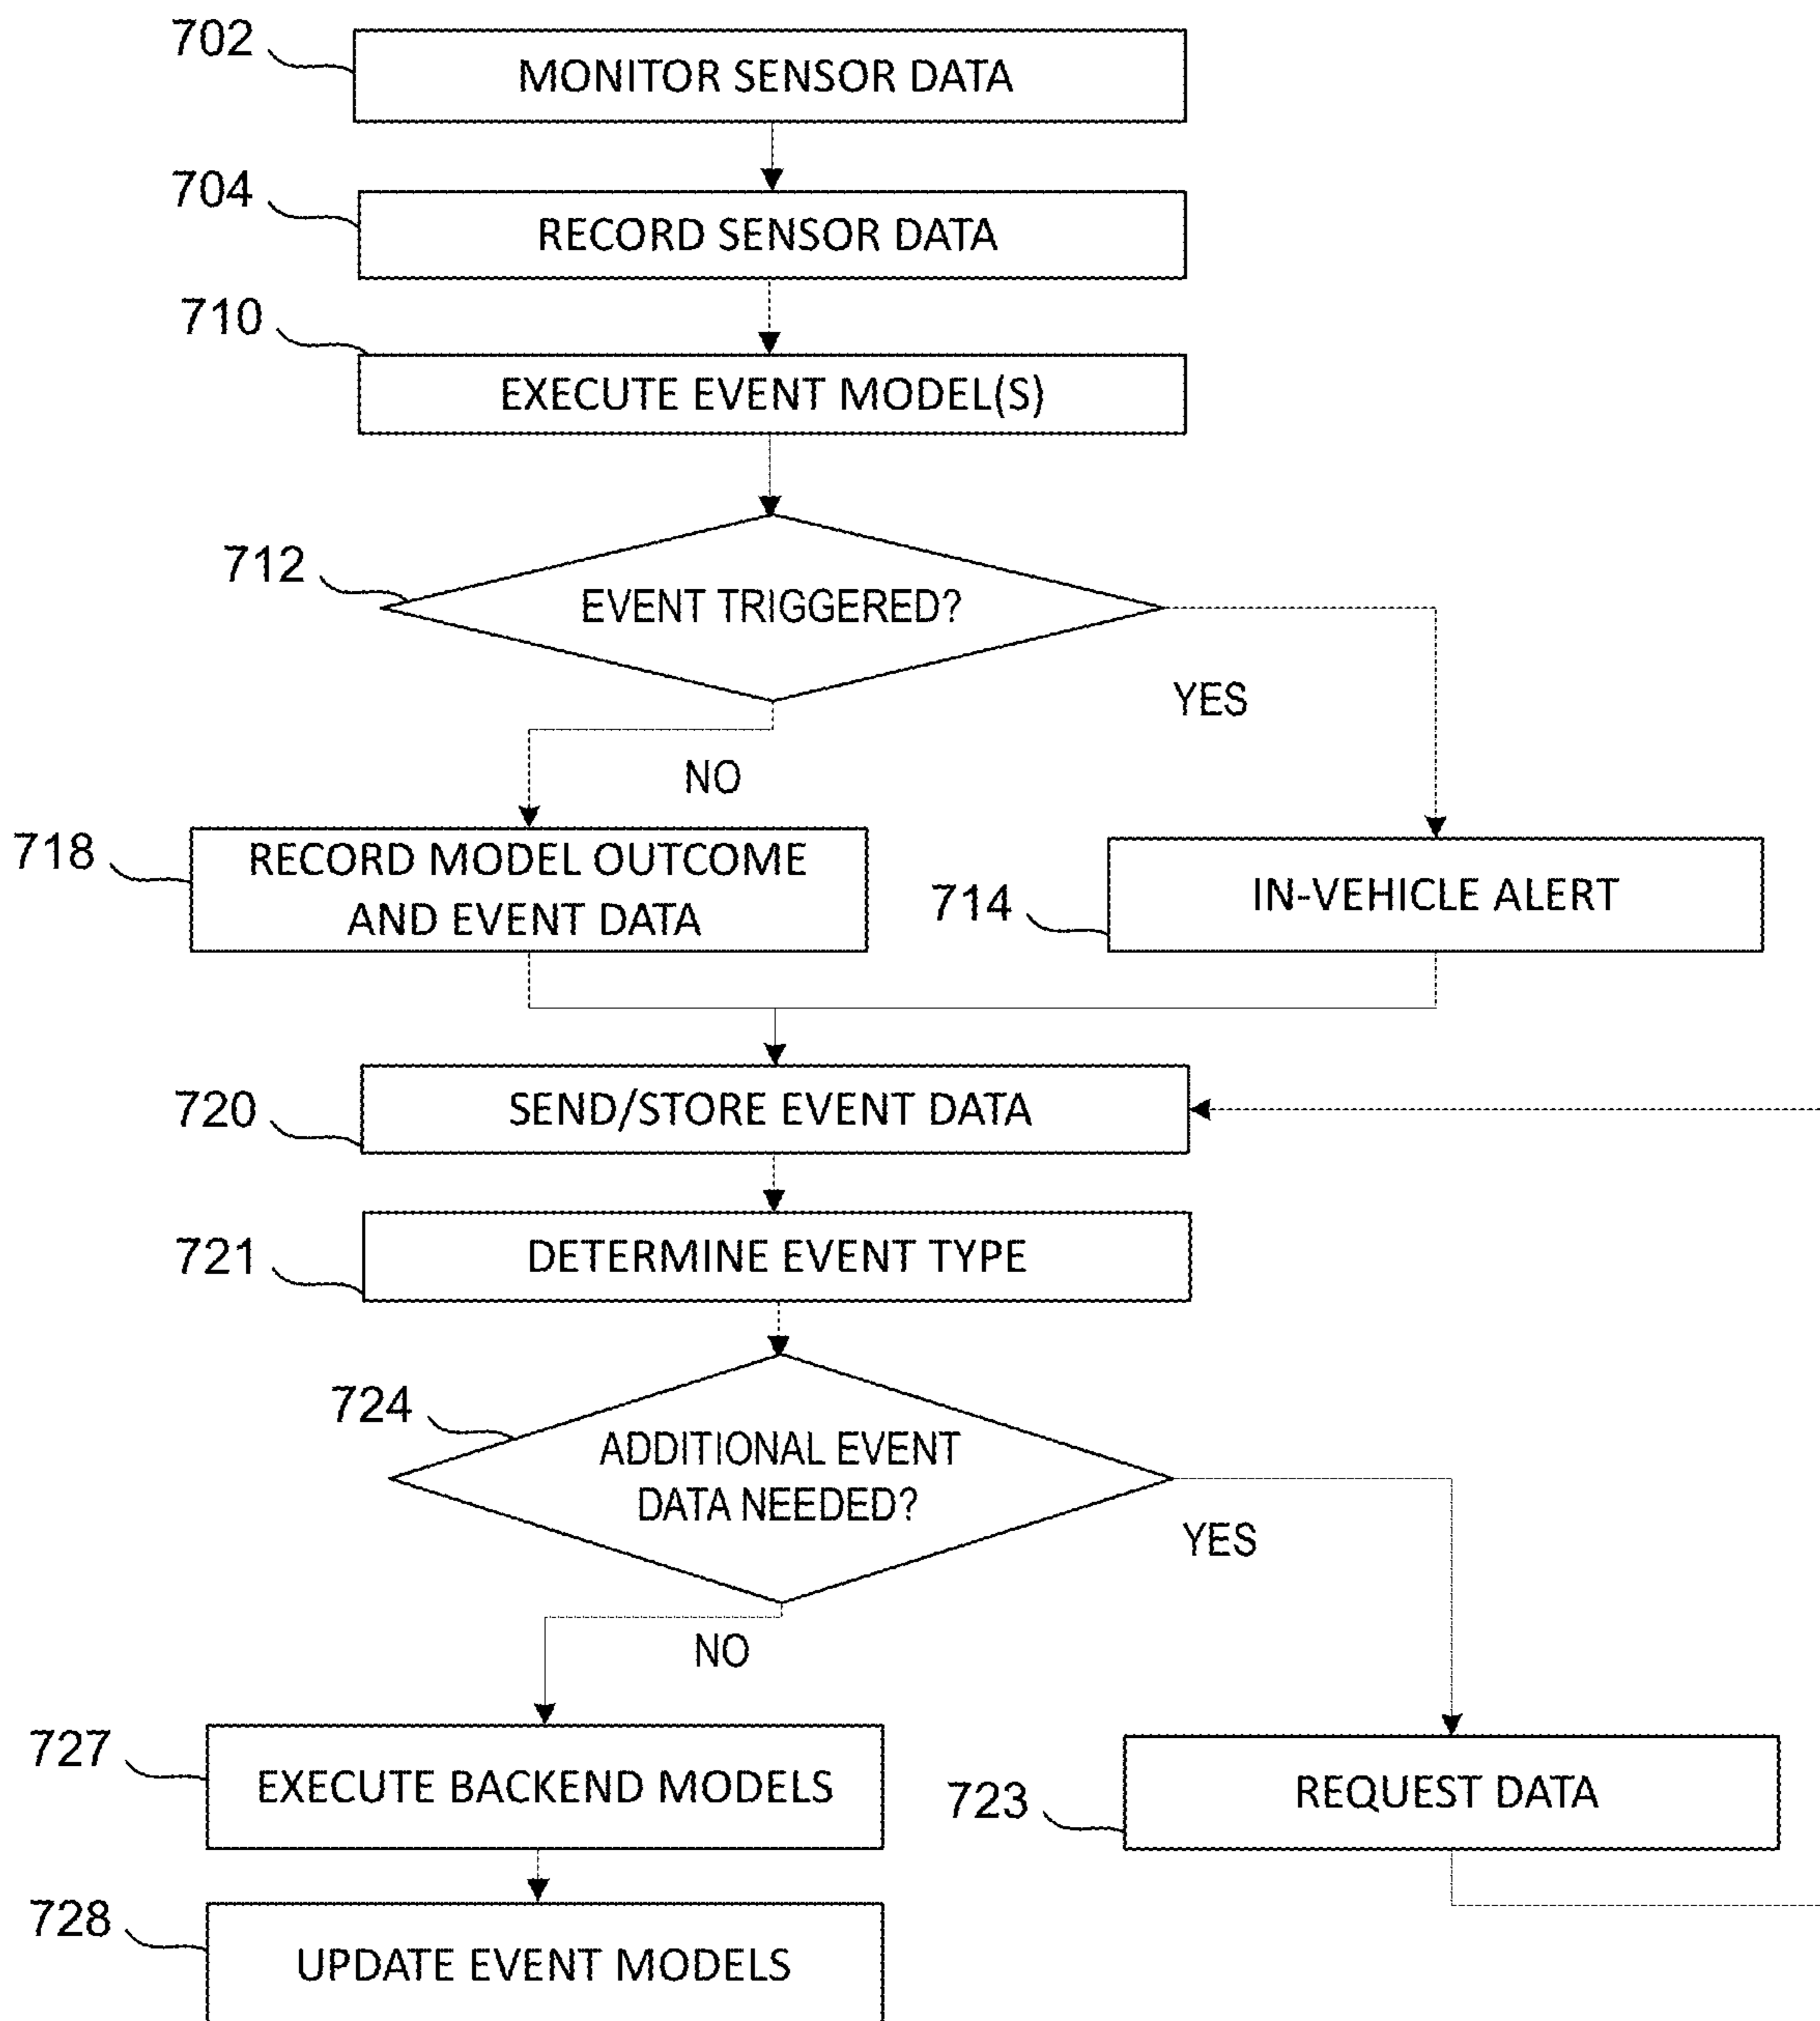 702
MONITOR SENSOR DATA
704
RECORD SENSOR DATA
710
EXECUTE EVENT MODEL(S)
712
EVENT TRIGGERED?
YES
NO
718
RECORD MODEL OUTCOME
AND EVENT DATA
714
IN-VEHICLE ALERT
720
SEND/STORE EVENT DATA
721
DETERMINE EVENT TYPE
724
ADDITIONAL EVENT
DATA NEEDED?
YES
NO
727
EXECUTE BACKEND MODELS
723
REQUEST DATA
728
UPDATE EVENT MODELS